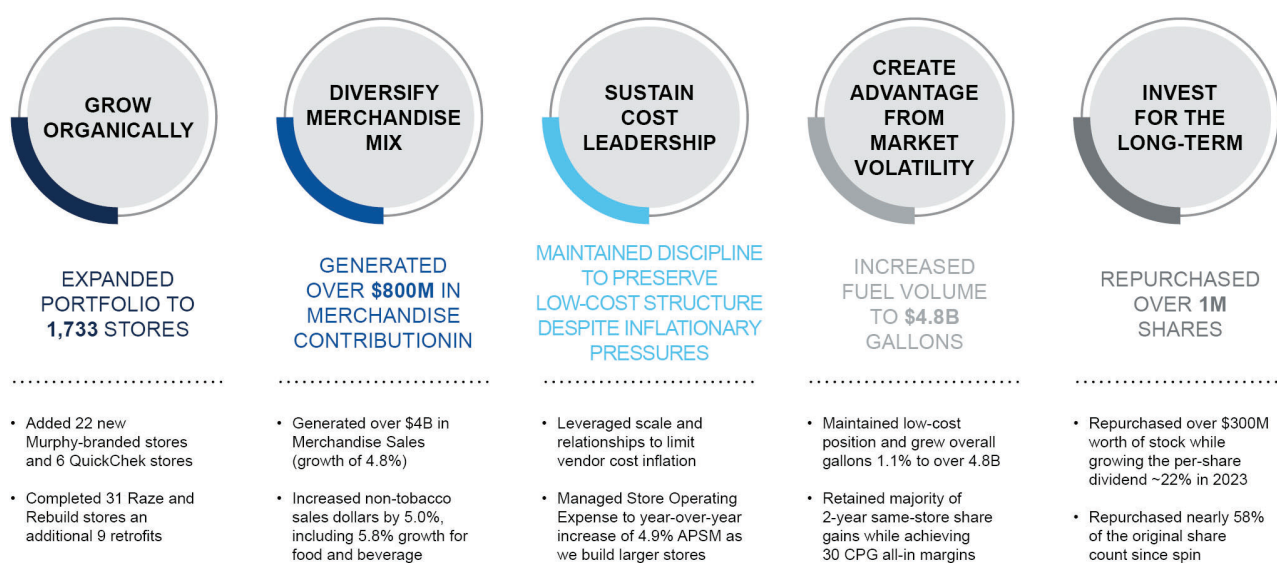 GROW
ORGANICALLY
EXPANDED
PORTFOLIO TO
1,733 STORES
• Added 22 new
Murphy-branded stores
and 6 QuickChek stores
• Completed 31 Raze and
Rebuild stores an
additional 9 retrofits
DIVERSIFY
MERCHANDISE
MIX
GENERATED
OVER $800M IN
MERCHANDISE
CONTRIBUTIONIN
• Generated over $4B in
Merchandise Sales
(growth of 4.8%)
• Increased non-tobacco
sales dollars by 5.0%,
including 5.8% growth for
food and beverage
SUSTAIN
COST
LEADERSHIP
MAINTAINED DISCIPLINE
TO PRESERVE
LOW-COST STRUCTURE
DESPITE INFLATIONARY
PRESSURES
• Leveraged scale and
relationships to limit
vendor cost inflation
• Managed Store Operating
Expense to year-over-year
increase of 4.9% APSM as
we build larger stores
CREATE
ADVANTAGE
FROM
MARKET
VOLATILITY
INCREASED
FUEL VOLUME
TO $4.8B
GALLONS
• Maintained low-cost
position and grew overall
gallons 1.1% to over 4.8B
• Retained majority of
2-year same-store share
gains while achieving
30 CPG all-in margins
INVEST
FOR THE
LONG-TERM
REPURCHASED
OVER 1M
SHARES
• Repurchased over $300M
worth of stock while
growing the per-share
dividend ~22% in 2023
• Repurchased nearly 58%
of the original share
count since spin